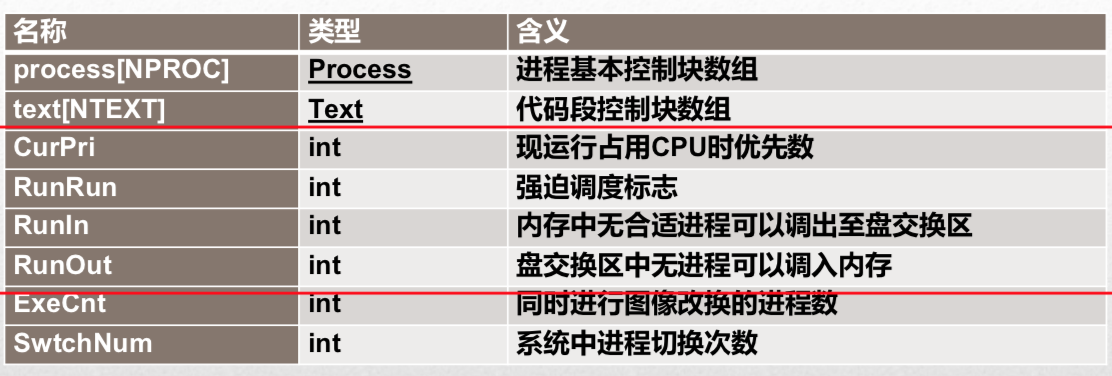 名称 类型 含义
process[NPROC] Process 进程基本控制块数组
text[NTEXT] Text 代码段控制块数组
CurPri int 现运行占用CPU时优先数
RunRun int 强迫调度标志
RunIn int 内存中无合适进程可以调出至盘交换区
RunOut int 盘交换区中无进程可以调入内存
ExeCnt int 同时进行图像改换的进程数
SwtchNum int 系统中进程切换次数